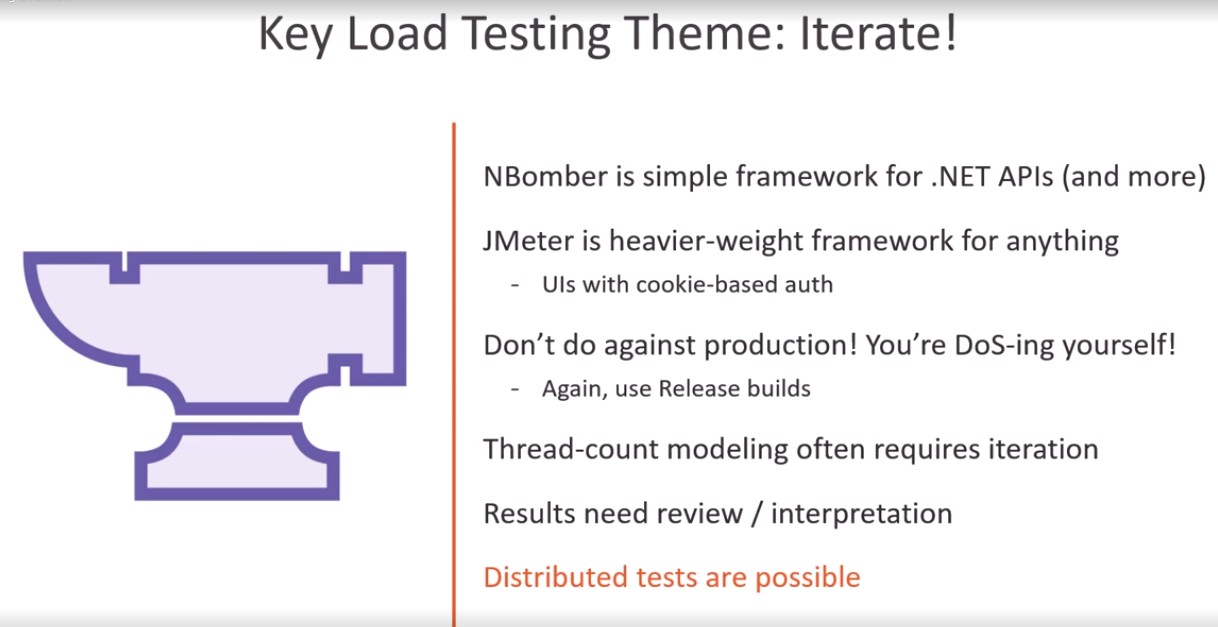 Key Load Testing Theme: Iterate!
NBomber is simple framework for .NET APIs (and more)
JMeter is heavier-weight framework for anything
- UIs with cookie-based auth
Don't do against production! You're DoS-ing yourself!
- Again, use Release builds
Thread-count modeling often requires iteration
Results need review / interpretation
Distributed tests are possible